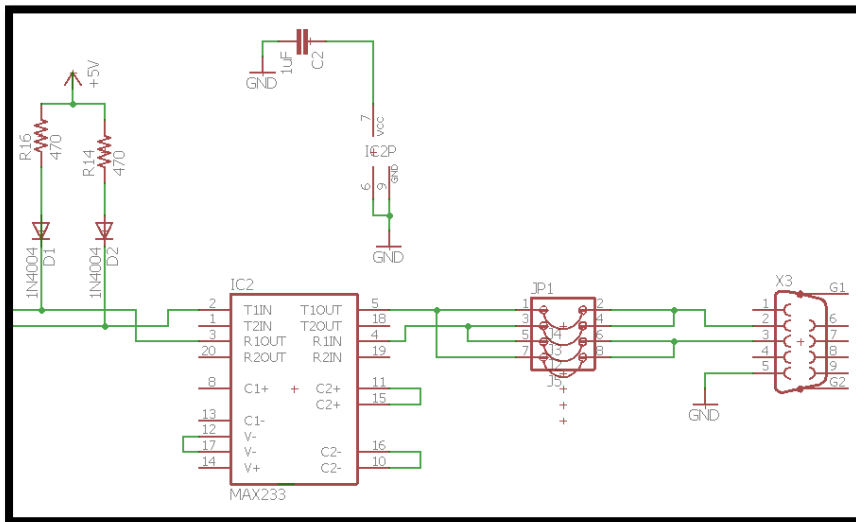 GND
1uF
C2
+5V
R16
470
R14
470
7
VCC
IC2P
6
9
GND
GND
1N4004
D1
1N4004
D2
IC2
2 T1IN T1OUT 5
1 T2IN T2OUT 18
3 R1OUT R1IN 4
20 R2OUT R2IN 19
8 C1+ C2+ 11
C2+ 15
13 C1-
12 V-
17 V- C2- 16
14 V+ C2- 10
MAX233
JP1
1 2
3 4
5 6
7 8
J4
J3
J2
J5
GND
X3
G1
1
2 6
3 7
4 8
5 9
G2